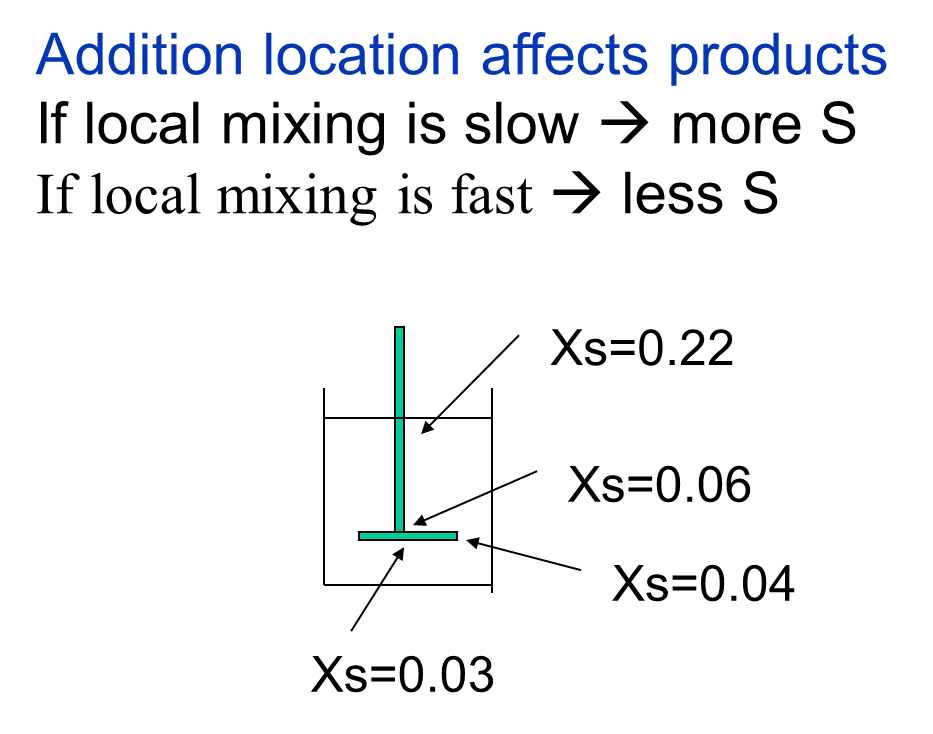 Addition location affects products
If local mixing is slow → more S
If local mixing is fast → less S
Xs=0.22
Xs=0.06
Xs=0.04
Xs=0.03